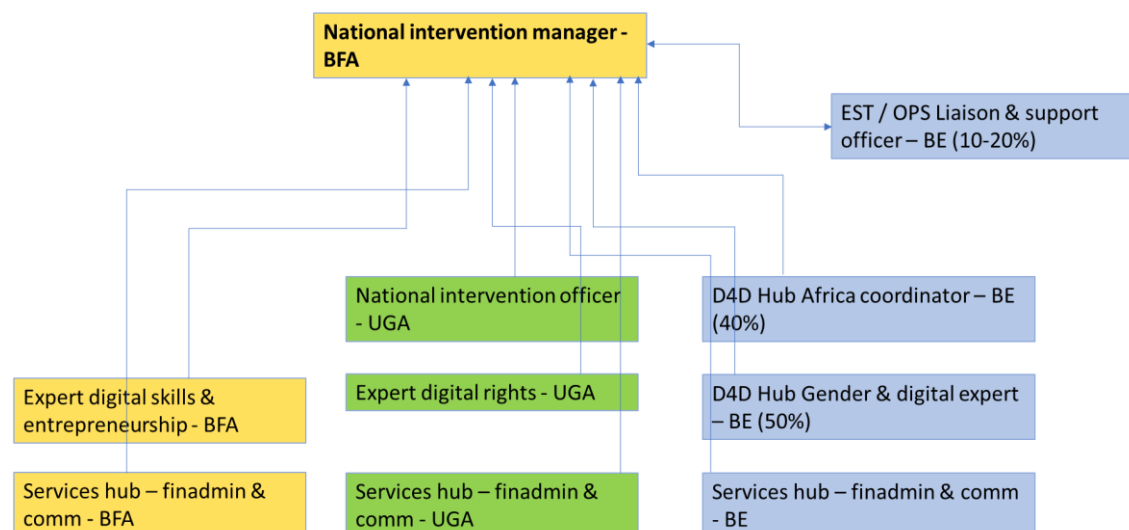 National intervention manager -
BFA
EST / OPS Liaison & support
officer – BE (10-20%)
National intervention officer
- UGA
D4D Hub Africa coordinator – BE
(40%)
Expert digital skills &
entrepreneurship - BFA
Expert digital rights - UGA
D4D Hub Gender & digital expert
– BE (50%)
Services hub – finadmin &
comm - BFA
Services hub – finadmin &
comm - UGA
Services hub – finadmin & comm
- BE